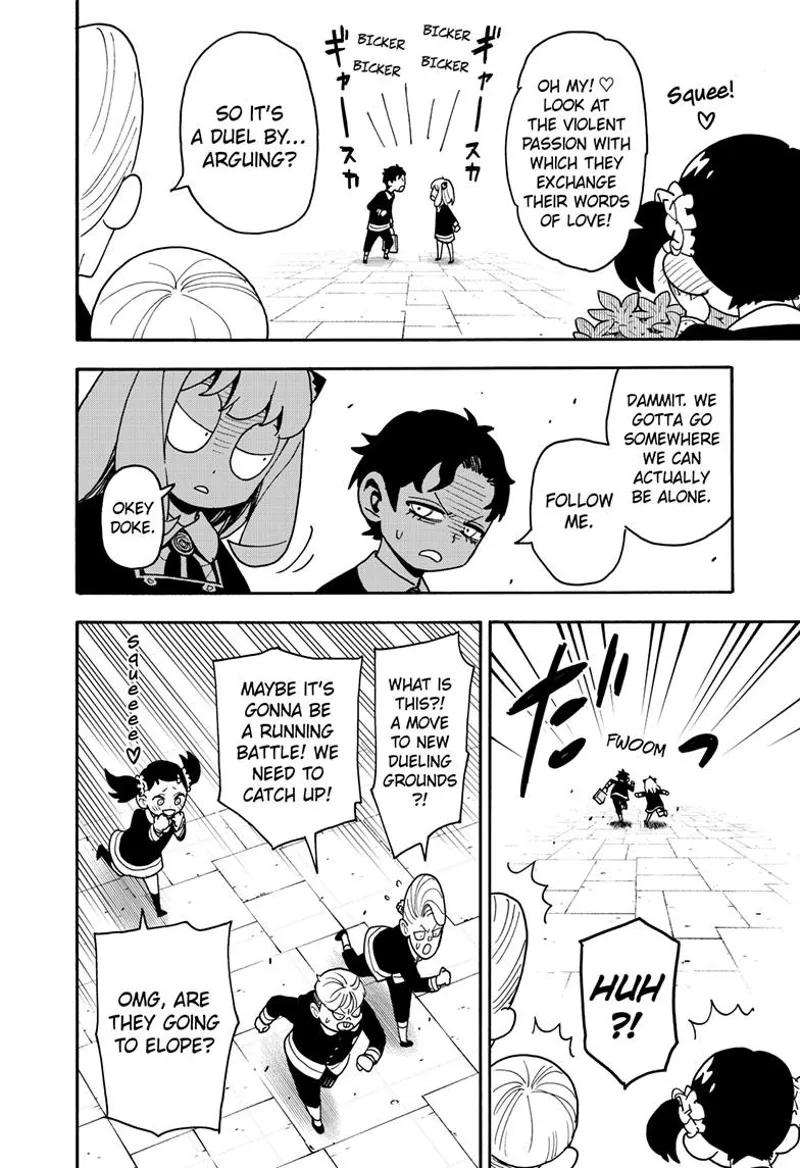 Squee!
♡
OH MY! ♡
LOOK AT
THE VIOLENT
PASSION WITH
WHICH THEY
EXCHANGE
THEIR WORDS
OF LOVE!
ギャースカ
BICKER
BICKER
BICKER
BICKER
ギャースカ
SO IT'S
A DUEL BY...
ARGUING?
DAMMIT. WE
GOTTA GO
SOMEWHERE
WE CAN
ACTUALLY
BE ALONE.
FOLLOW
ME.
OKEY
DOKE.
だっ
FWOOM
HUH
?!
WHAT IS
THIS?!
A MOVE
TO NEW
DUELING
GROUNDS
?!
MAYBE IT'S
GONNA BE
A RUNNING
BATTLE! WE
NEED TO
CATCH UP!
Squeeee
♡
OMG, ARE
THEY GOING
TO ELOPE?